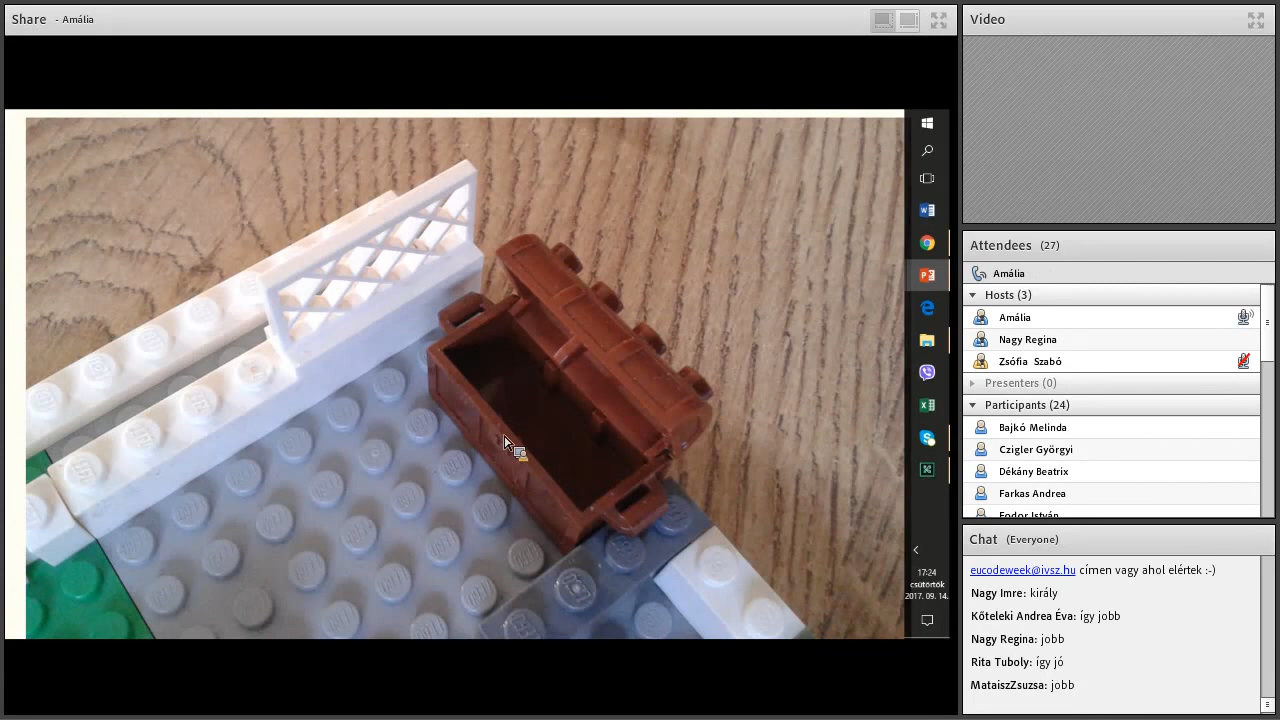 Share - Amália
17:24
csütörtök
2017. 09. 14.
Video
Attendees (27)
Amália
Hosts (3)
Amália
Nagy Regina
Zsófia Szabó
Presenters (0)
Participants (24)
Bajkó Melinda
Czigler Györgyi
Dékány Beatrix
Farkas Andrea
Fodor István
Chat (Everyone)
eucodeweek@ivsz.hu címen vagy ahol elértek :-)
Nagy Imre: király
Kőteleki Andrea Éva: így jobb
Nagy Regina: jobb
Rita Tuboly: így jó
MataiszZsuzsa: jobb